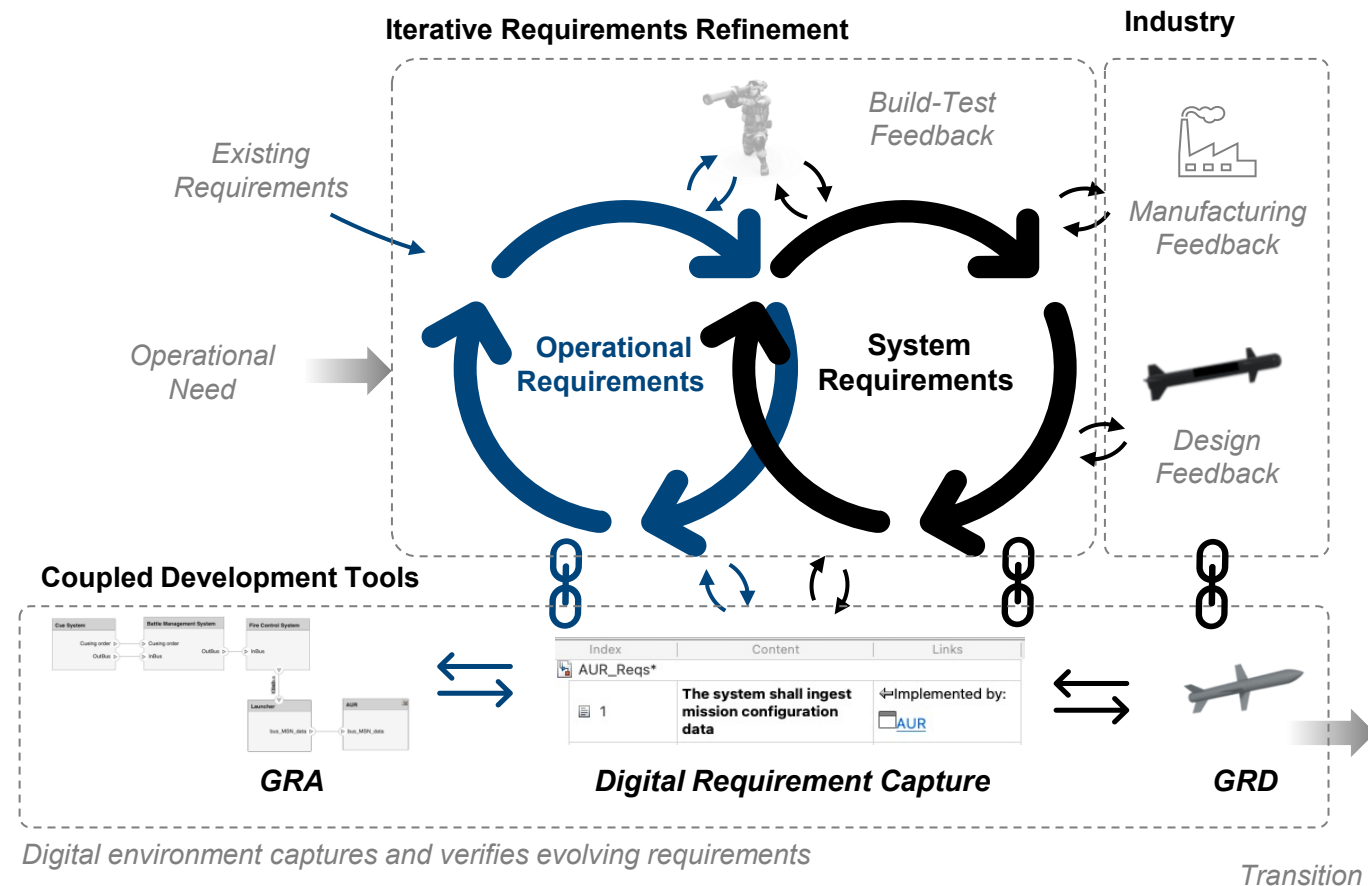 Iterative Requirements Refinement
Industry
Build-Test
Feedback
Existing
Requirements
Manufacturing
Feedback
Operational
Need
Operational
Requirements
System
Requirements
Design
Feedback
Coupled Development Tools
Cue System
Cueing order
OutBus
Battle Management System
Cueing order
InBus
OutBus
Fire Control System
InBus
Launcher
bus_MSN_data
AUR
bus_MSN_data
Index
Content
Links
AUR_Reqs*
1
The system shall ingest
mission configuration
data
Implemented by:
AUR
GRA
Digital Requirement Capture
GRD
Digital environment captures and verifies evolving requirements
Transition